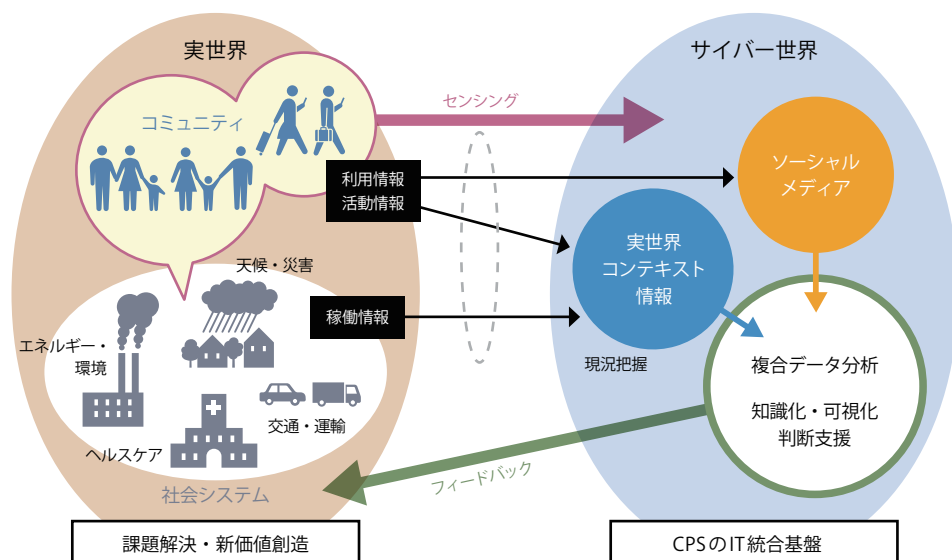 実世界
サイバー世界
コミュニティ
センシング
利用情報
活動情報
ソーシャル
メディア
実世界
コンテキスト
情報
天候・災害
稼働情報
エネルギー・
環境
現況把握
複合データ分析
知識化・可視化
判断支援
交通・運輸
ヘルスケア
フィードバック
社会システム
課題解決・新価値創造
CPSのIT統合基盤